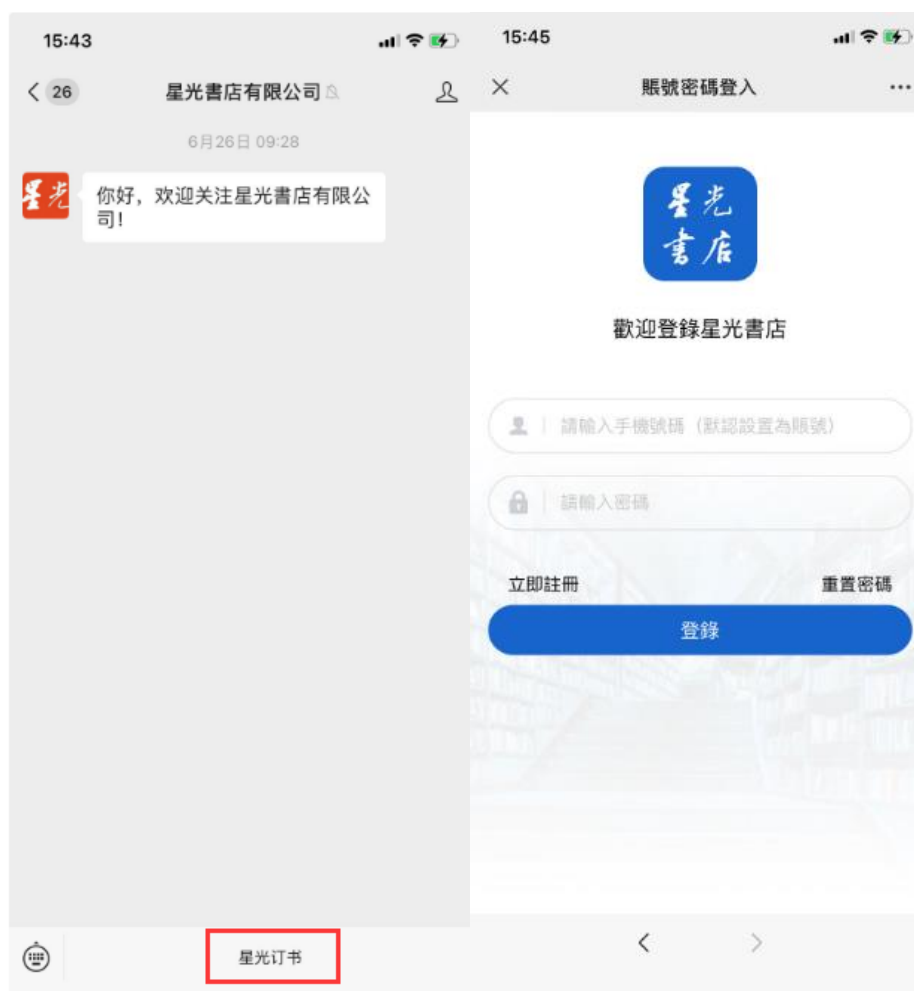 15:43
26
星光書店有限公司
6月26日 09:28
星光
你好，欢迎关注星光書店有限公
司！
星光订书
15:45
賬號密碼登入
星光
書店
歡迎登錄星光書店
請輸入手機號碼（默認設置為賬號）
請輸入密碼
立即註冊
重置密碼
登錄